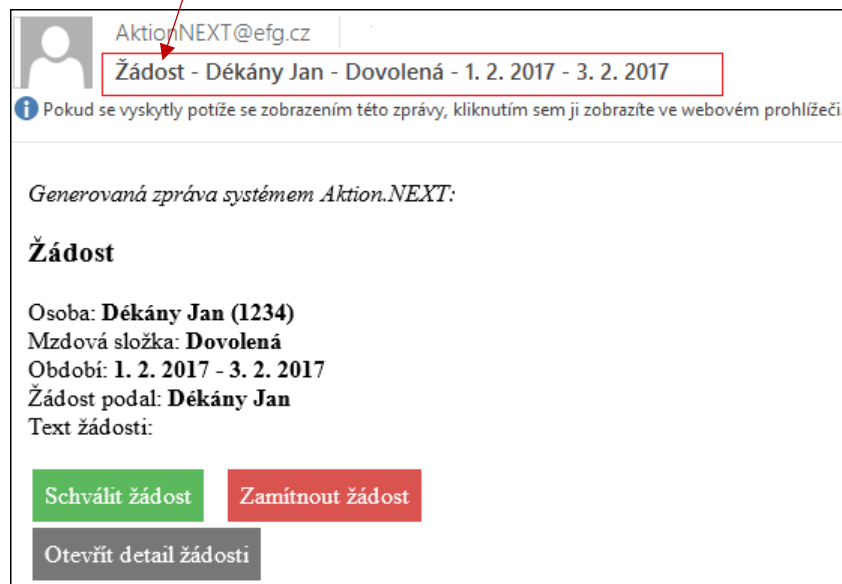 AktionNEXT@efg.cz
Žádost - Dékány Jan - Dovolená - 1. 2. 2017 - 3. 2. 2017
Pokud se vyskytly potíže se zobrazením této zprávy, kliknutím sem ji zobrazíte ve webovém prohlížeči.
Generovaná zpráva systémem Aktion.NEXT:
Žádost
Osoba: Dékány Jan (1234)
Mzdová složka: Dovolená
Období: 1. 2. 2017 - 3. 2. 2017
Žádost podal: Dékány Jan
Text žádosti:
Schválit žádost
Zamítnout žádost
Otevřít detail žádosti